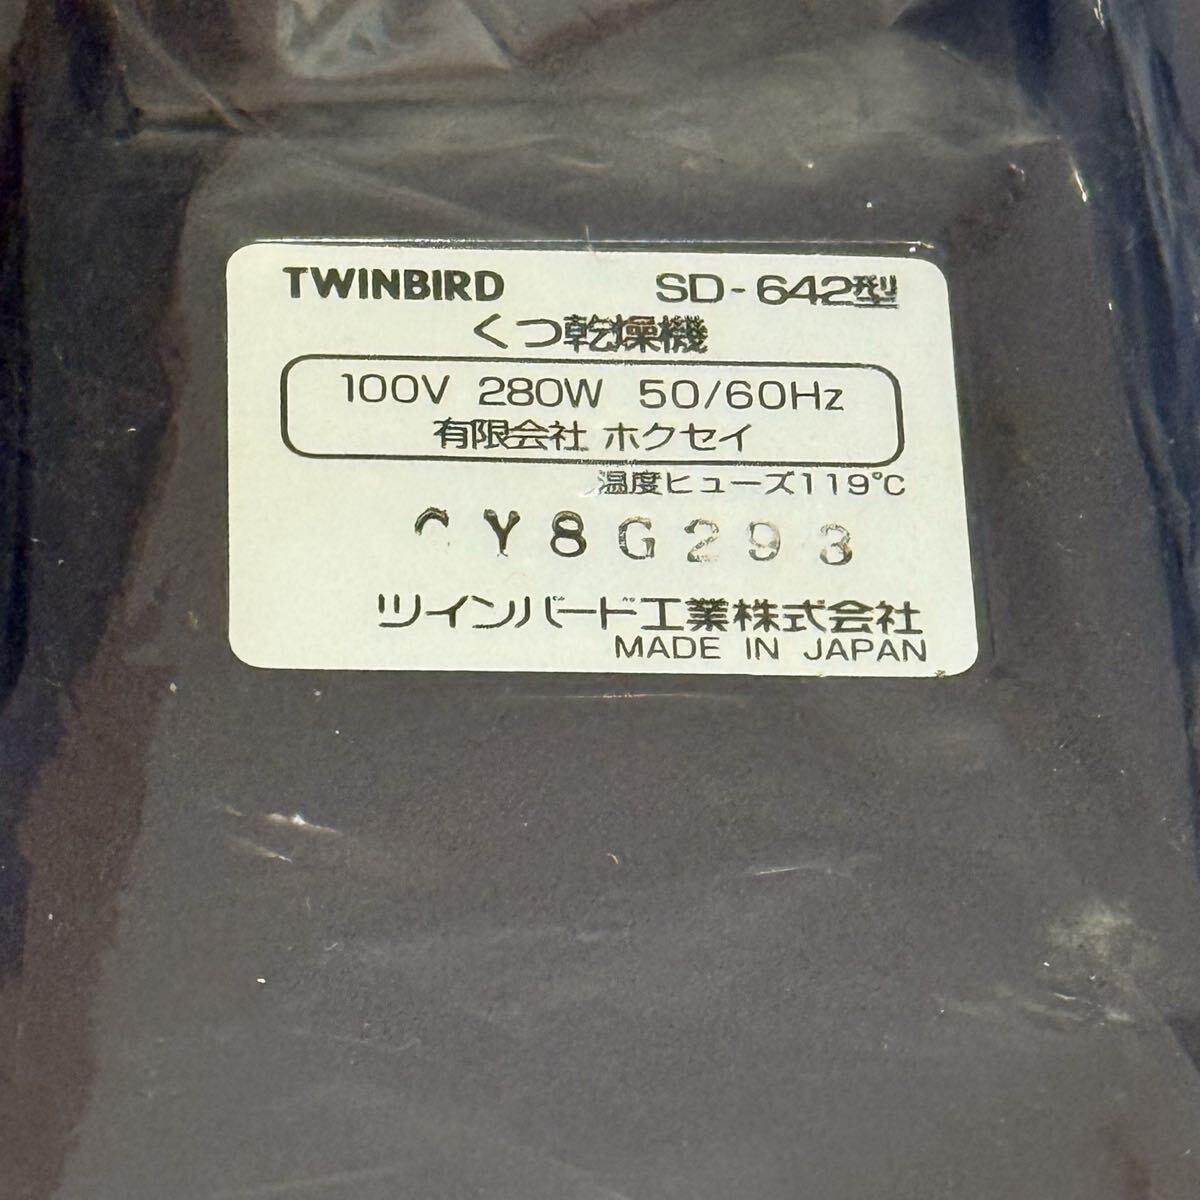 TWINBIRD SD-642型
くつ乾燥機
100V 280W 50/60Hz
有限会社 ホクセイ
温度ヒューズ119℃
CY8G293
ツインバード工業株式会社
MADE IN JAPAN